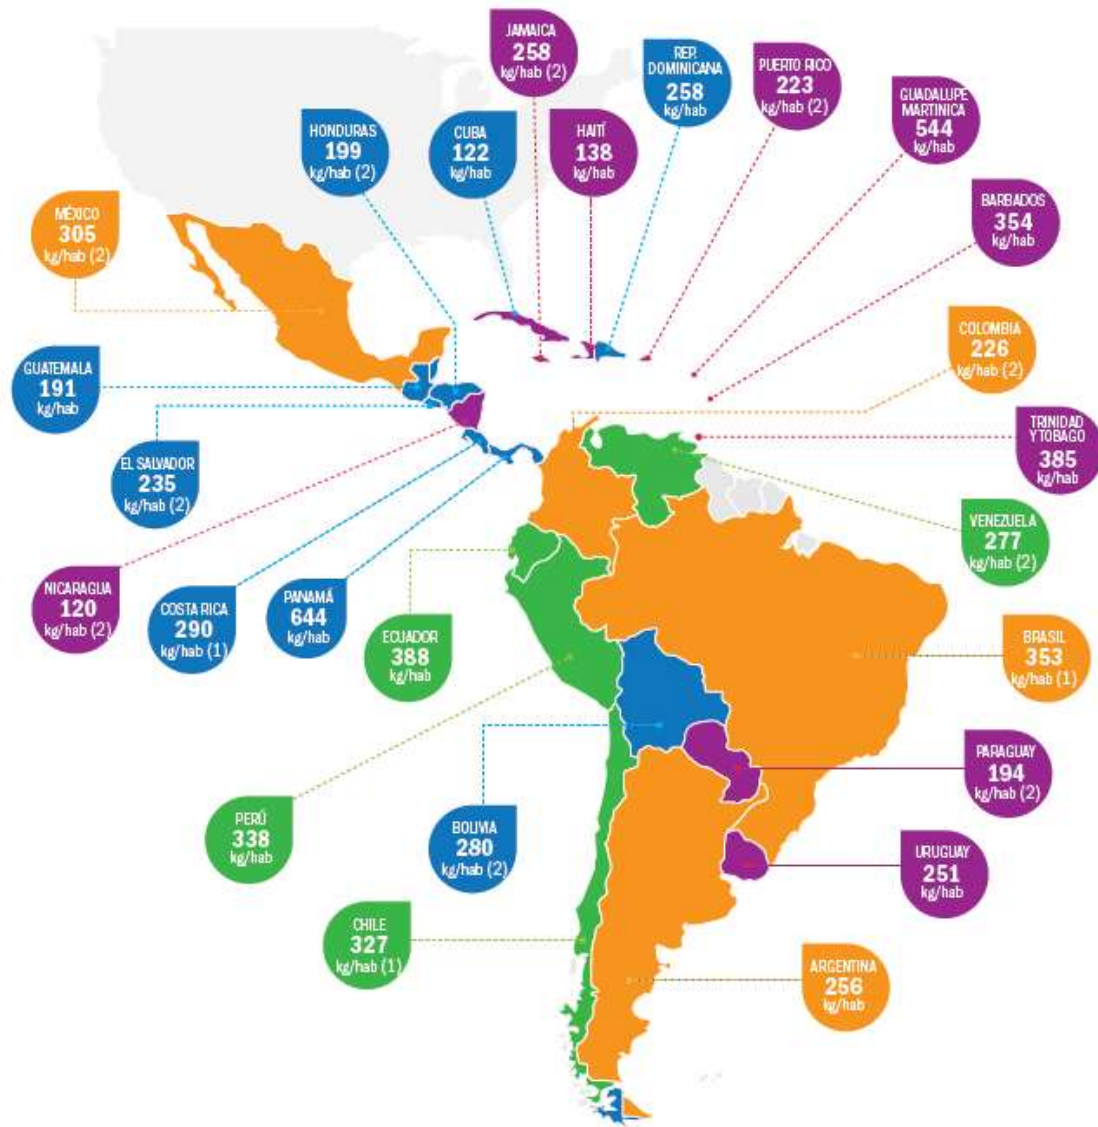 JAMAICA
258
kg/hab (2)
REP.
DOMINICANA
258
kg/hab
PUERTO RICO
223
kg/hab (2)
GUADALUPE
MARTINICA
544
kg/hab
HONDURAS
199
kg/hab (2)
CUBA
122
kg/hab
HAITÍ
138
kg/hab
BARBADOS
354
kg/hab
MÉXICO
305
kg/hab (2)
COLOMBIA
226
kg/hab (2)
GUATEMALA
191
kg/hab
TRINIDAD
Y TOBAGO
385
kg/hab
EL SALVADOR
235
kg/hab (2)
VENEZUELA
277
kg/hab (2)
NICARAGUA
120
kg/hab (2)
COSTA RICA
290
kg/hab (1)
PANAMÁ
644
kg/hab
ECUADOR
388
kg/hab
BRASIL
353
kg/hab (1)
PARAGUAY
194
kg/hab (2)
PERÚ
338
kg/hab
BOLIVIA
280
kg/hab (2)
URUGUAY
251
kg/hab
CHILE
327
kg/hab (1)
ARGENTINA
256
kg/hab